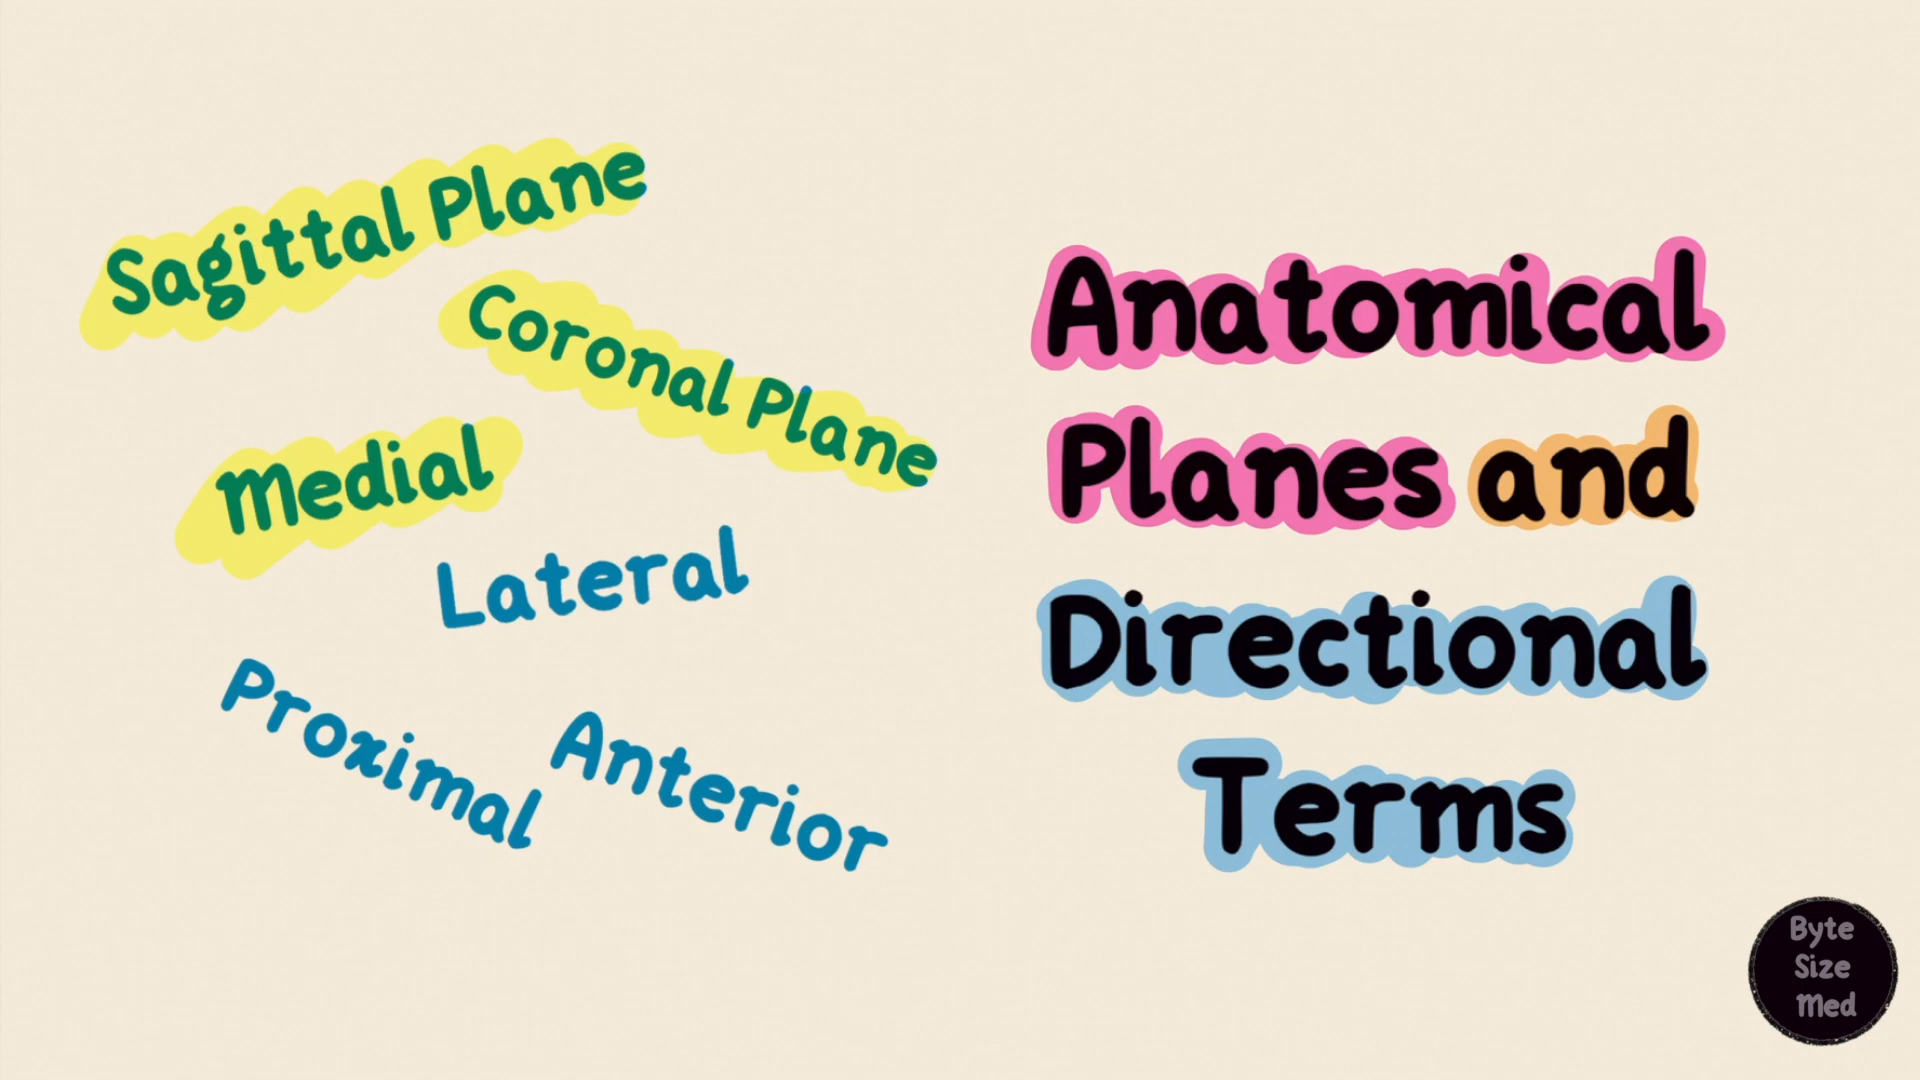 Sagittal Plane
Coronal Plane
Medial
Lateral
Proximal
Anterior
Anatomical
Planes and
Directional
Terms
Byte
Size
Med